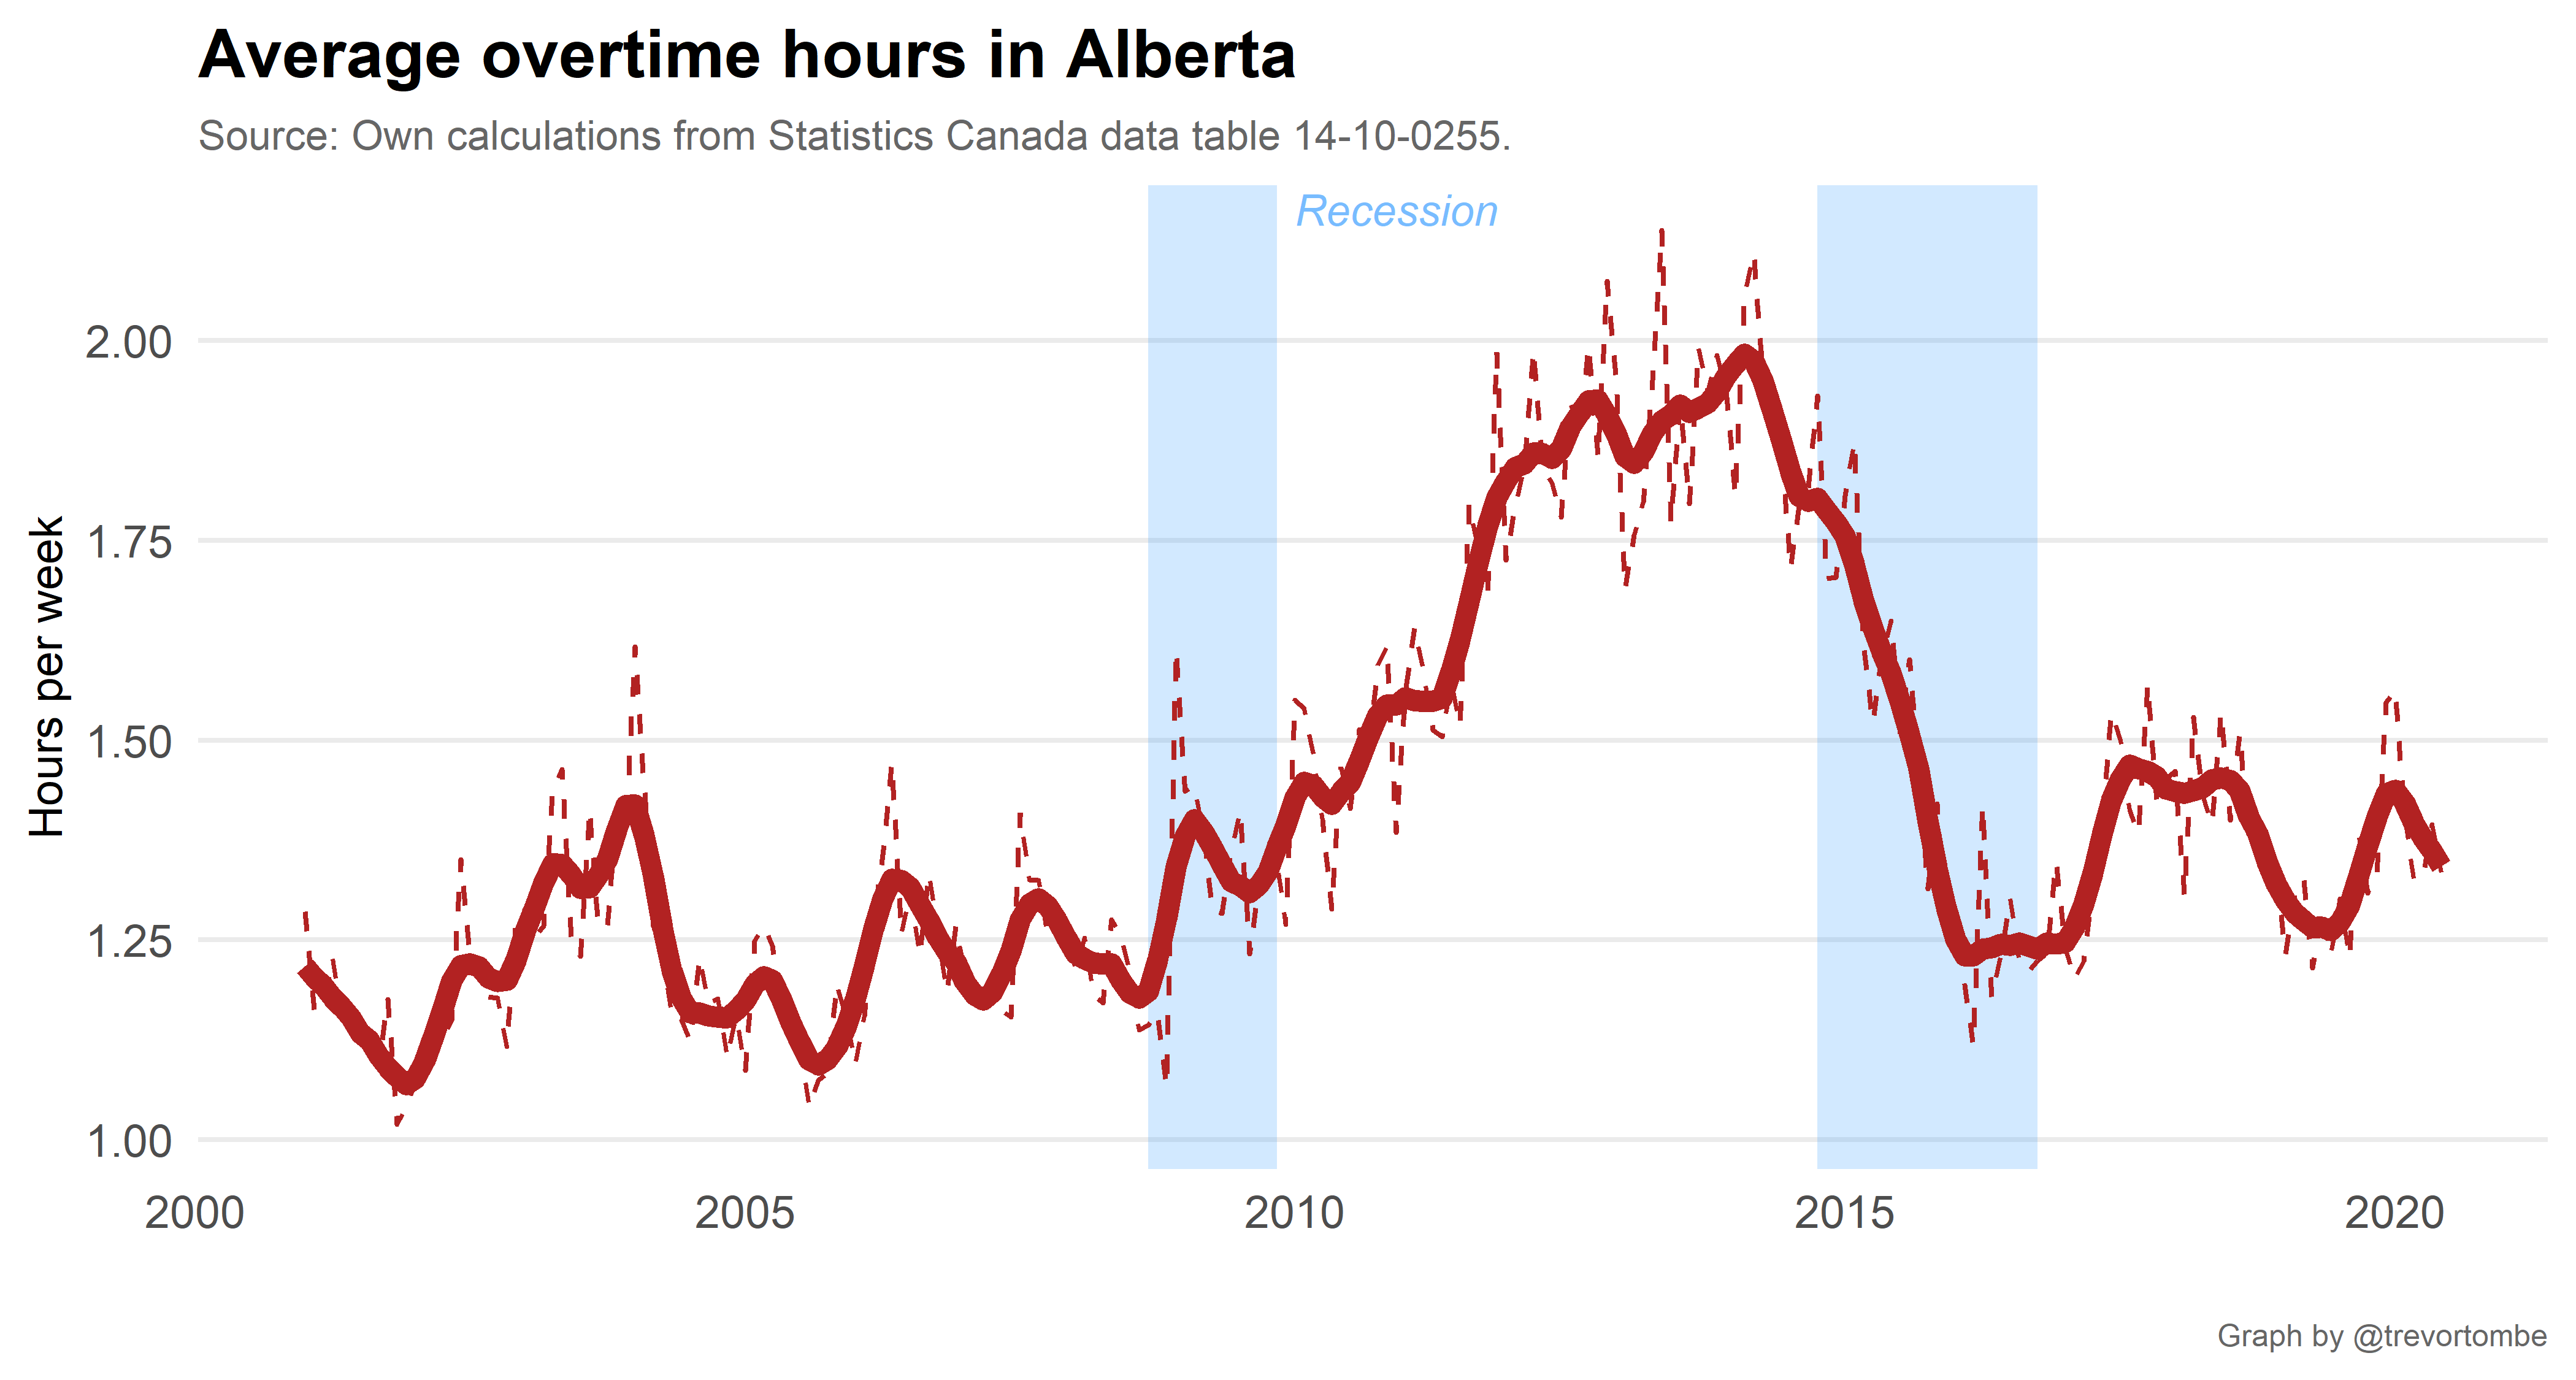 Average overtime hours in Alberta
Source: Own calculations from Statistics Canada data table 14-10-0255.
Recession
Hours per week
2.00
1.75
1.50
1.25
1.00
2000 2005 2010 2015 2020
Graph by @trevortombe